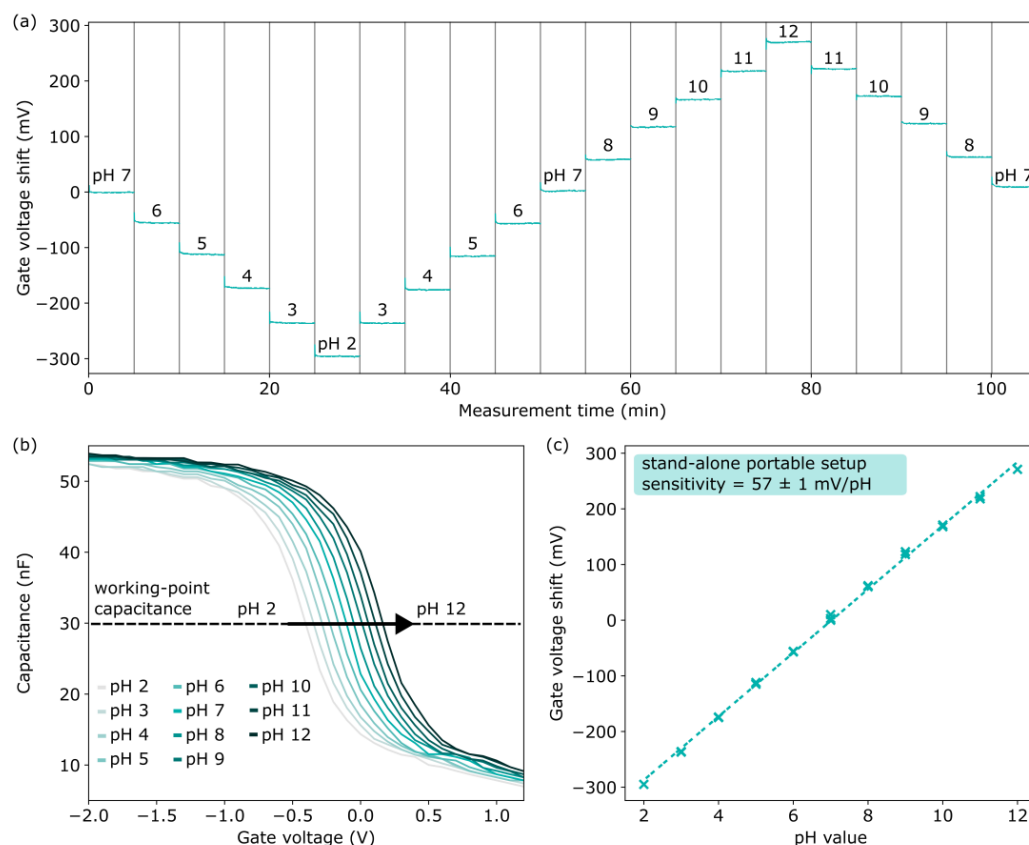 (a)
300
200
100
0
−100
−200
−300
Gate voltage shift (mV)
pH 7
6
5
4
3
pH 2
3
4
5
6
pH 7
8
9
10
11
12
11
10
9
8
pH 7
0
20
40
60
80
100
Measurement time (min)
(b)
50
40
30
20
10
Capacitance (nF)
working-point
capacitance
pH 2
pH 12
pH 2
pH 3
pH 4
pH 5
pH 6
pH 7
pH 8
pH 9
pH 10
pH 11
pH 12
−2.0
−1.5
−1.0
−0.5
0.0
0.5
1.0
Gate voltage (V)
(c)
300
200
100
0
−100
−200
−300
Gate voltage shift (mV)
stand-alone portable setup
sensitivity = 57 ± 1 mV/pH
2
4
6
8
10
12
pH value